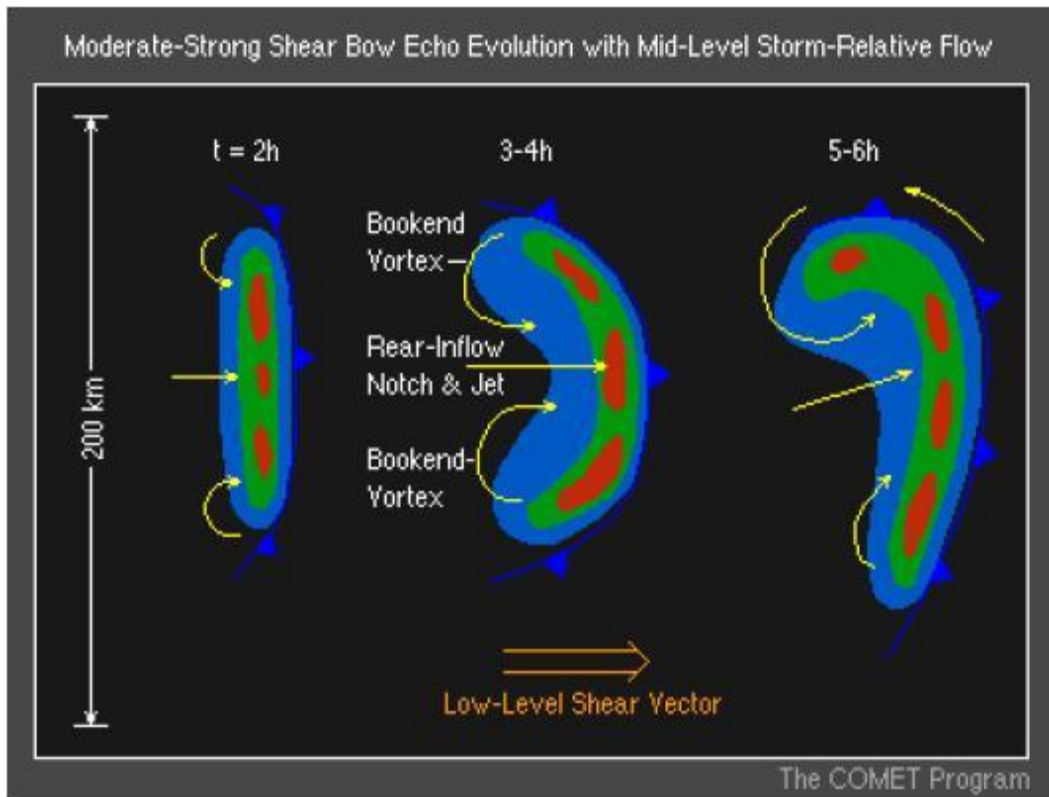 Moderate-Strong Shear Bow Echo Evolution with Mid-Level Storm-Relative Flow
t = 2h
3-4h
5-6h
Bookend
Vortex
Rear-Inflow
Notch & Jet
Bookend-
Vortex
200 km
Low-Level Shear Vector
The COMET Program